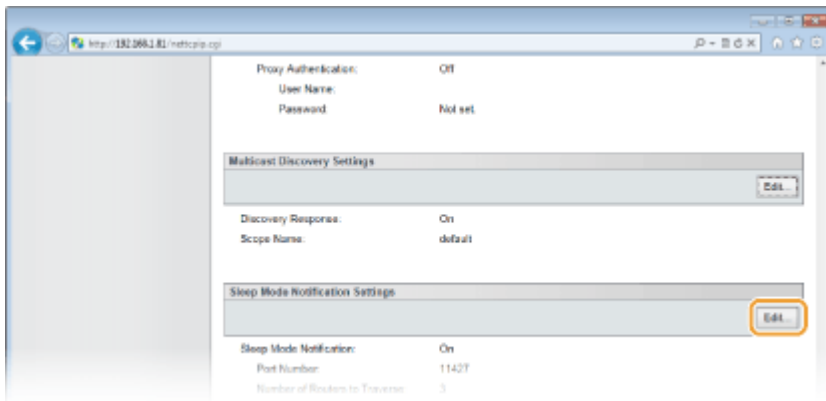 http://192.168.1.81/nettcpip.cgi
Proxy Authentication: Off
User Name:
Password: Not set
Multicast Discovery Settings
Edit...
Discovery Response: On
Scope Name: default
Sleep Mode Notification Settings
Edit...
Sleep Mode Notification: On
Port Number: 11427
Number of Routers to Traverse: 3